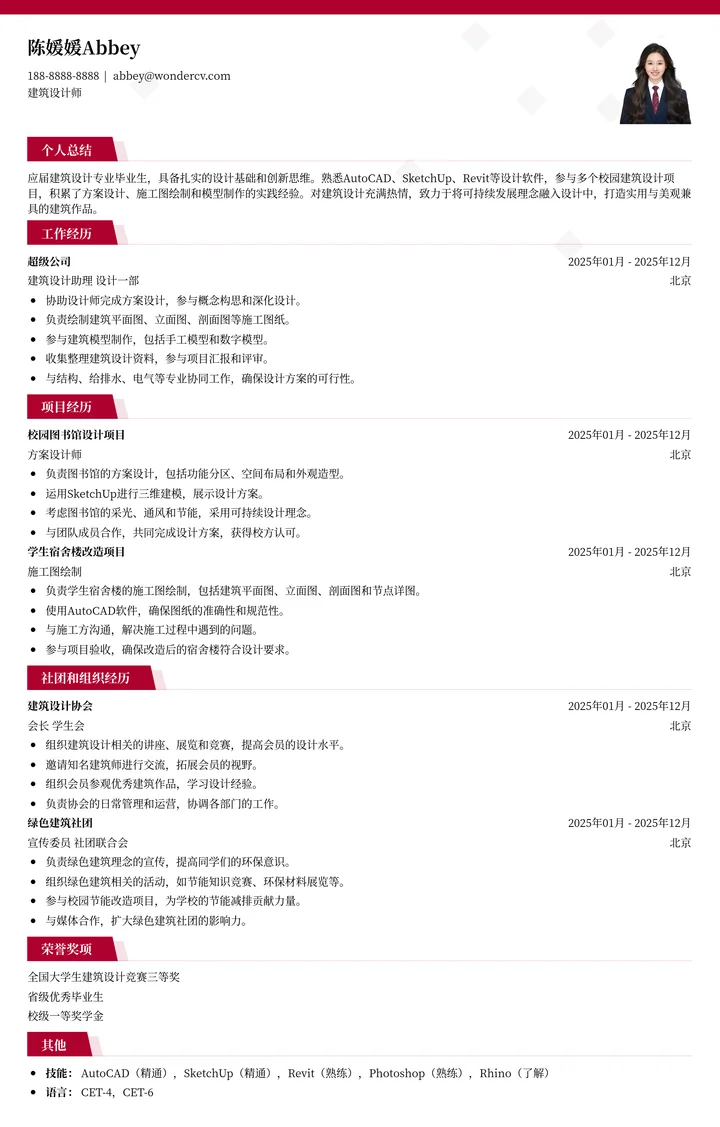 陈媛媛Abbey
188-8888-8888 | abbey@wondercv.com
建筑设计师
个人总结
应届建筑设计专业毕业生，具备扎实的设计基础和创新思维。熟悉AutoCAD、SketchUp、Revit等设计软件，参与多个校园建筑设计项
目，积累了方案设计、施工图绘制和模型制作的实践经验。对建筑设计充满热情，致力于将可持续发展理念融入设计中，打造实用与美观兼
具的建筑作品。
工作经历
超级公司 2025年01月 - 2025年12月
建筑设计助理 设计一部 北京
• 协助设计师完成方案设计，参与概念构思和深化设计。
• 负责绘制建筑平面图、立面图、剖面图等施工图纸。
• 参与建筑模型制作，包括手工模型和数字模型。
• 收集整理建筑设计资料，参与项目汇报和评审。
• 与结构、给排水、电气等专业协同工作，确保设计方案的可行性。
项目经历
校园图书馆设计项目 2025年01月 - 2025年12月
方案设计师 北京
• 负责图书馆的方案设计，包括功能分区、空间布局和外观造型。
• 运用SketchUp进行三维建模，展示设计方案。
• 考虑图书馆的采光、通风和节能，采用可持续设计理念。
• 与团队成员合作，共同完成设计方案，获得校方认可。
学生宿舍楼改造项目 2025年01月 - 2025年12月
施工图绘制 北京
• 负责学生宿舍楼的施工图绘制，包括建筑平面图、立面图、剖面图和节点详图。
• 使用AutoCAD软件，确保图纸的准确性和规范性。
• 与施工方沟通，解决施工过程中遇到的问题。
• 参与项目验收，确保改造后的宿舍楼符合设计要求。
社团和组织经历
建筑设计协会 2025年01月 - 2025年12月
会长 学生会 北京
• 组织建筑设计相关的讲座、展览和竞赛，提高会员的设计水平。
• 邀请知名建筑师进行交流，拓展会员的视野。
• 组织会员参观优秀建筑作品，学习设计经验。
• 负责协会的日常管理和运营，协调各部门的工作。
绿色建筑社团 2025年01月 - 2025年12月
宣传委员 社团联合会 北京
• 负责绿色建筑理念的宣传，提高同学们的环保意识。
• 组织绿色建筑相关的活动，如节能知识竞赛、环保材料展览等。
• 参与校园节能改造项目，为学校的节能减排贡献力量。
• 与媒体合作，扩大绿色建筑社团的影响力。
荣誉奖项
全国大学生建筑设计竞赛三等奖
省级优秀毕业生
校级一等奖学金
其他
• 技能： AutoCAD（精通）, SketchUp（精通）, Revit（熟练）, Photoshop（熟练）, Rhino（了解）
• 语言： CET-4，CET-6